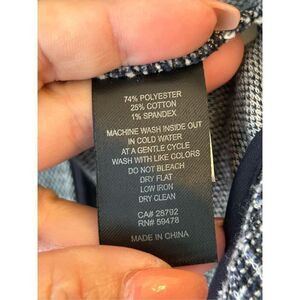 74% POLYESTER
25% COTTON
1% SPANDEX
MACHINE WASH INSIDE OUT
IN COLD WATER
AT A GENTLE CYCLE
WASH WITH LIKE COLORS
DO NOT BLEACH
DRY FLAT
LOW IRON
DRY CLEAN
CA# 28792
RN# 59478
MADE IN CHINA